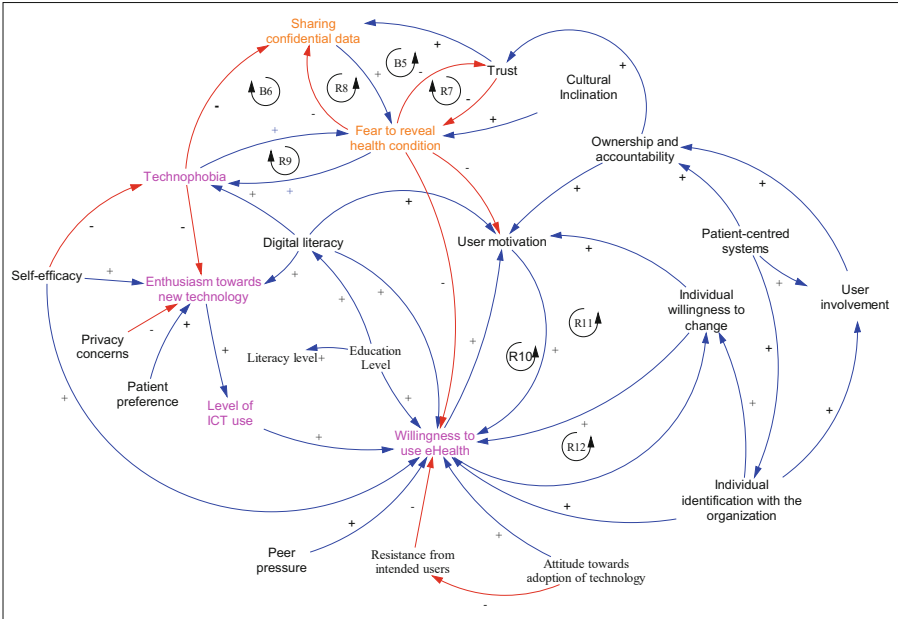 Sharing
confidential data
+
+
B5
Trust
-
R8
R7
B6
-
+
-
-
-
+
Cultural
Inclination
+
+
Fear to reveal
health condition
Ownership and
accountability
R9
Technophobia
+
+
-
+
+
+
+
-
-
Digital literacy
User motivation
Patient-centred
systems
+
Self-efficacy
+
Enthusiasm towards
new technology
+
+
+
User
involvement
Individual
willingness to
change
-
+
+
-
+
R11
Privacy
concerns
+
Literacy level+
Education
Level
R10
+
+
Patient
preference
+
Level of
ICT use
+
+
+
+
+
Willingness to
use eHealth
+
R12
Individual
identification with the
organization
+
+
-
+
Peer
pressure
Resistance from
intended users
Attitude towards
adoption of technology
-